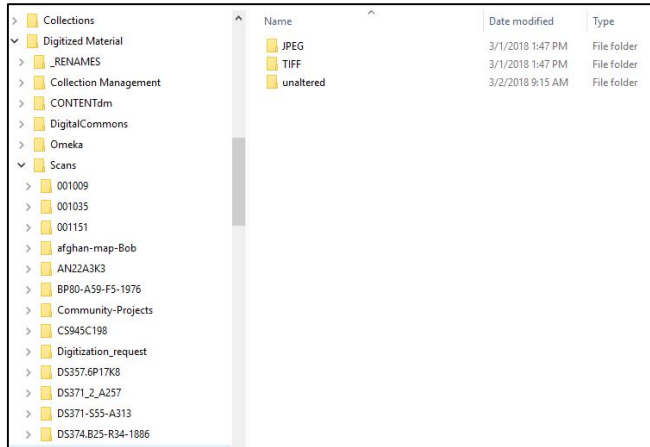 Collections
Digitized Material
_RENAMES
Collection Management
CONTENTdm
DigitalCommons
Omeka
Scans
001009
001035
001151
afghan-map-Bob
AN22A3K3
BP80-A59-F5-1976
Community-Projects
CS945C198
Digitization_request
DS357.6P17K8
DS371_2_A257
DS371-S55-A313
DS374.B25-R34-1886
Name Date modified Type
JPEG 3/1/2018 1:47 PM File folder
TIFF 3/1/2018 1:47 PM File folder
unaltered 3/2/2018 9:15 AM File folder